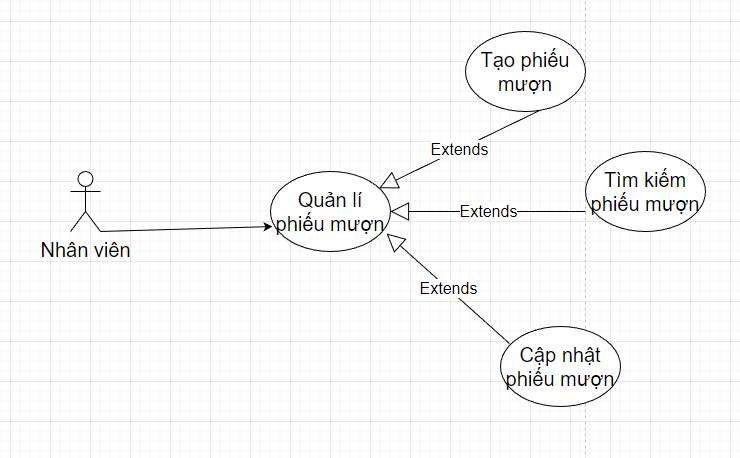 Tạo phiếu
mượn
Extends
Tìm kiếm
phiếu mượn
Extends
Quản lí
phiếu mượn
Nhân viên
Extends
Cập nhật
phiếu mượn